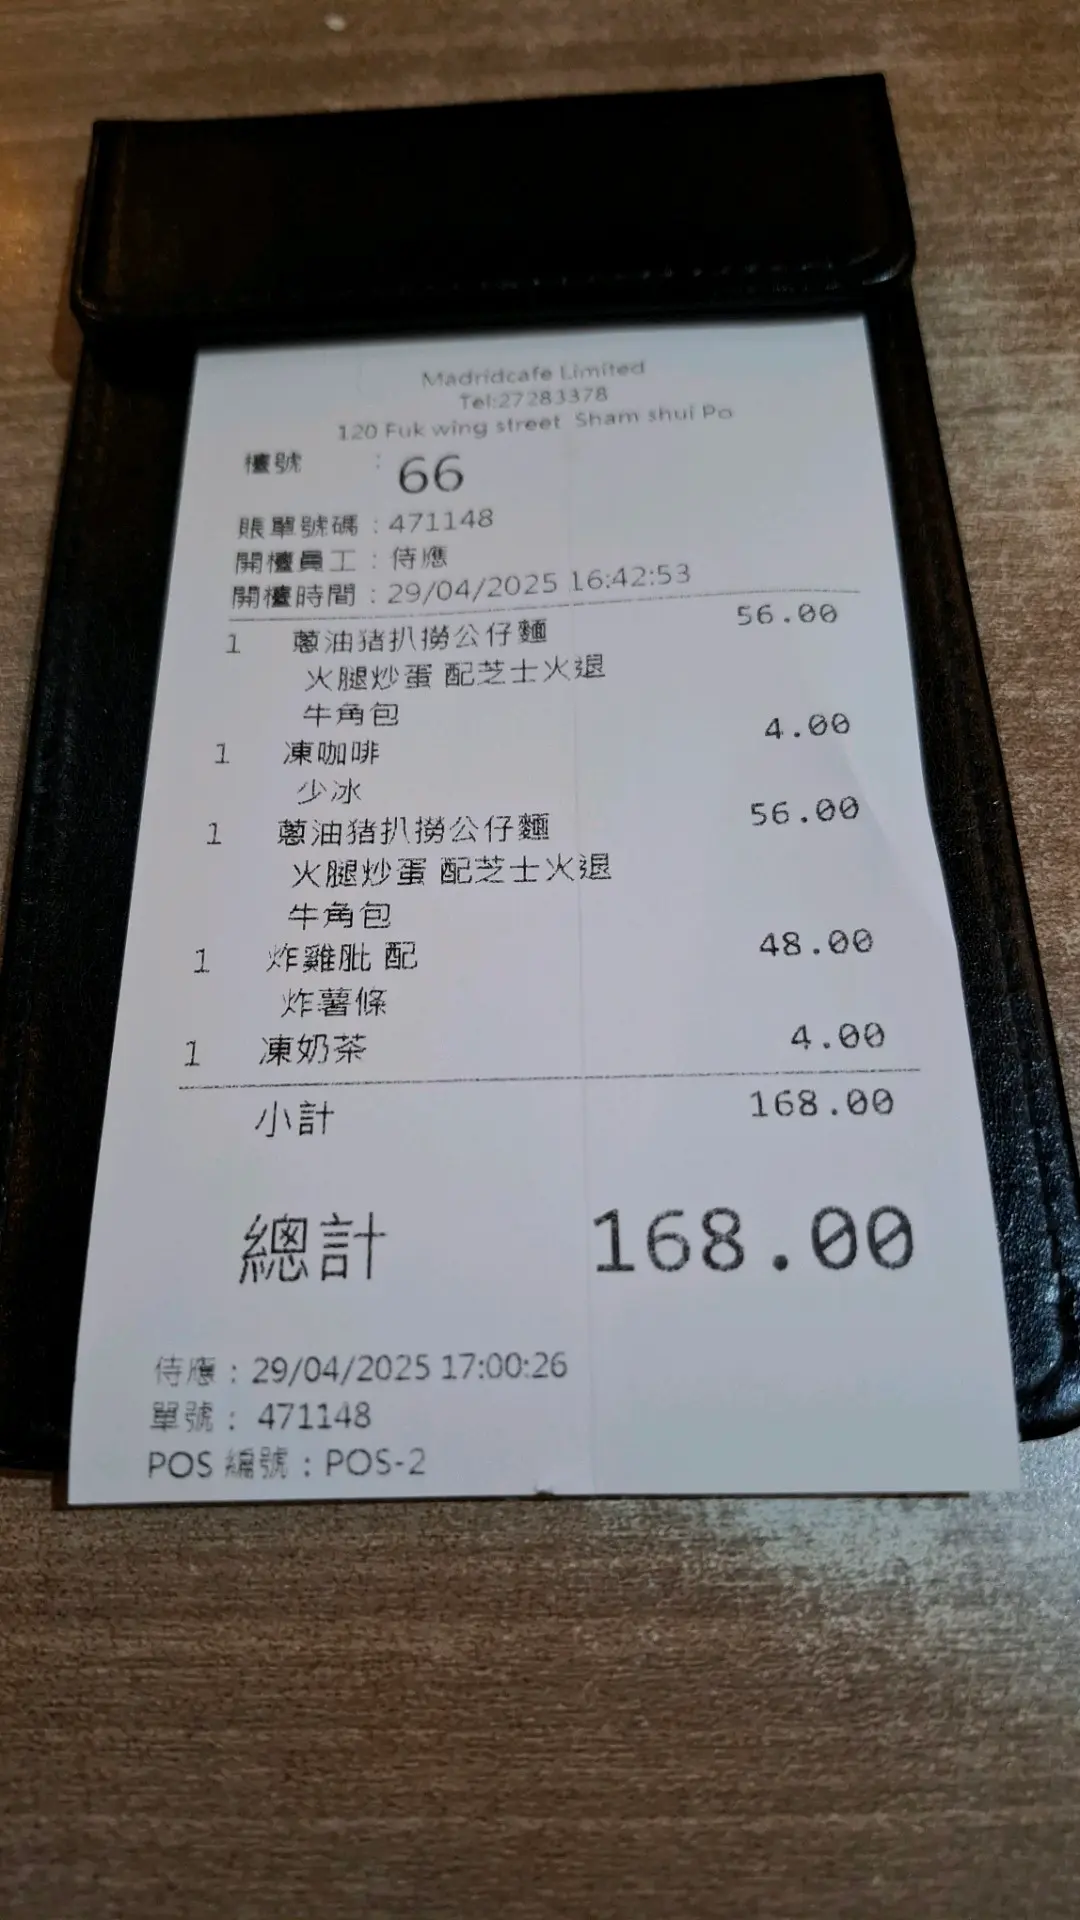 Madridcafe Limited
Tel:27283378
120 Fuk wing street  Sham shui Po
檯號 : 66
賬單號碼 : 471148
開檯員工 : 侍應
開檯時間 : 29/04/2025 16:42:53
1 蔥油猪扒撈公仔麵 56.00
火腿炒蛋 配芝士火退
牛角包
1 凍咖啡 4.00
少冰
1 蔥油猪扒撈公仔麵 56.00
火腿炒蛋 配芝士火退
牛角包
1 炸雞肶 配 48.00
炸薯條
1 凍奶茶 4.00
小計 168.00
總計 168.00
侍應 : 29/04/2025 17:00:26
單號 : 471148
POS 編號 : POS-2